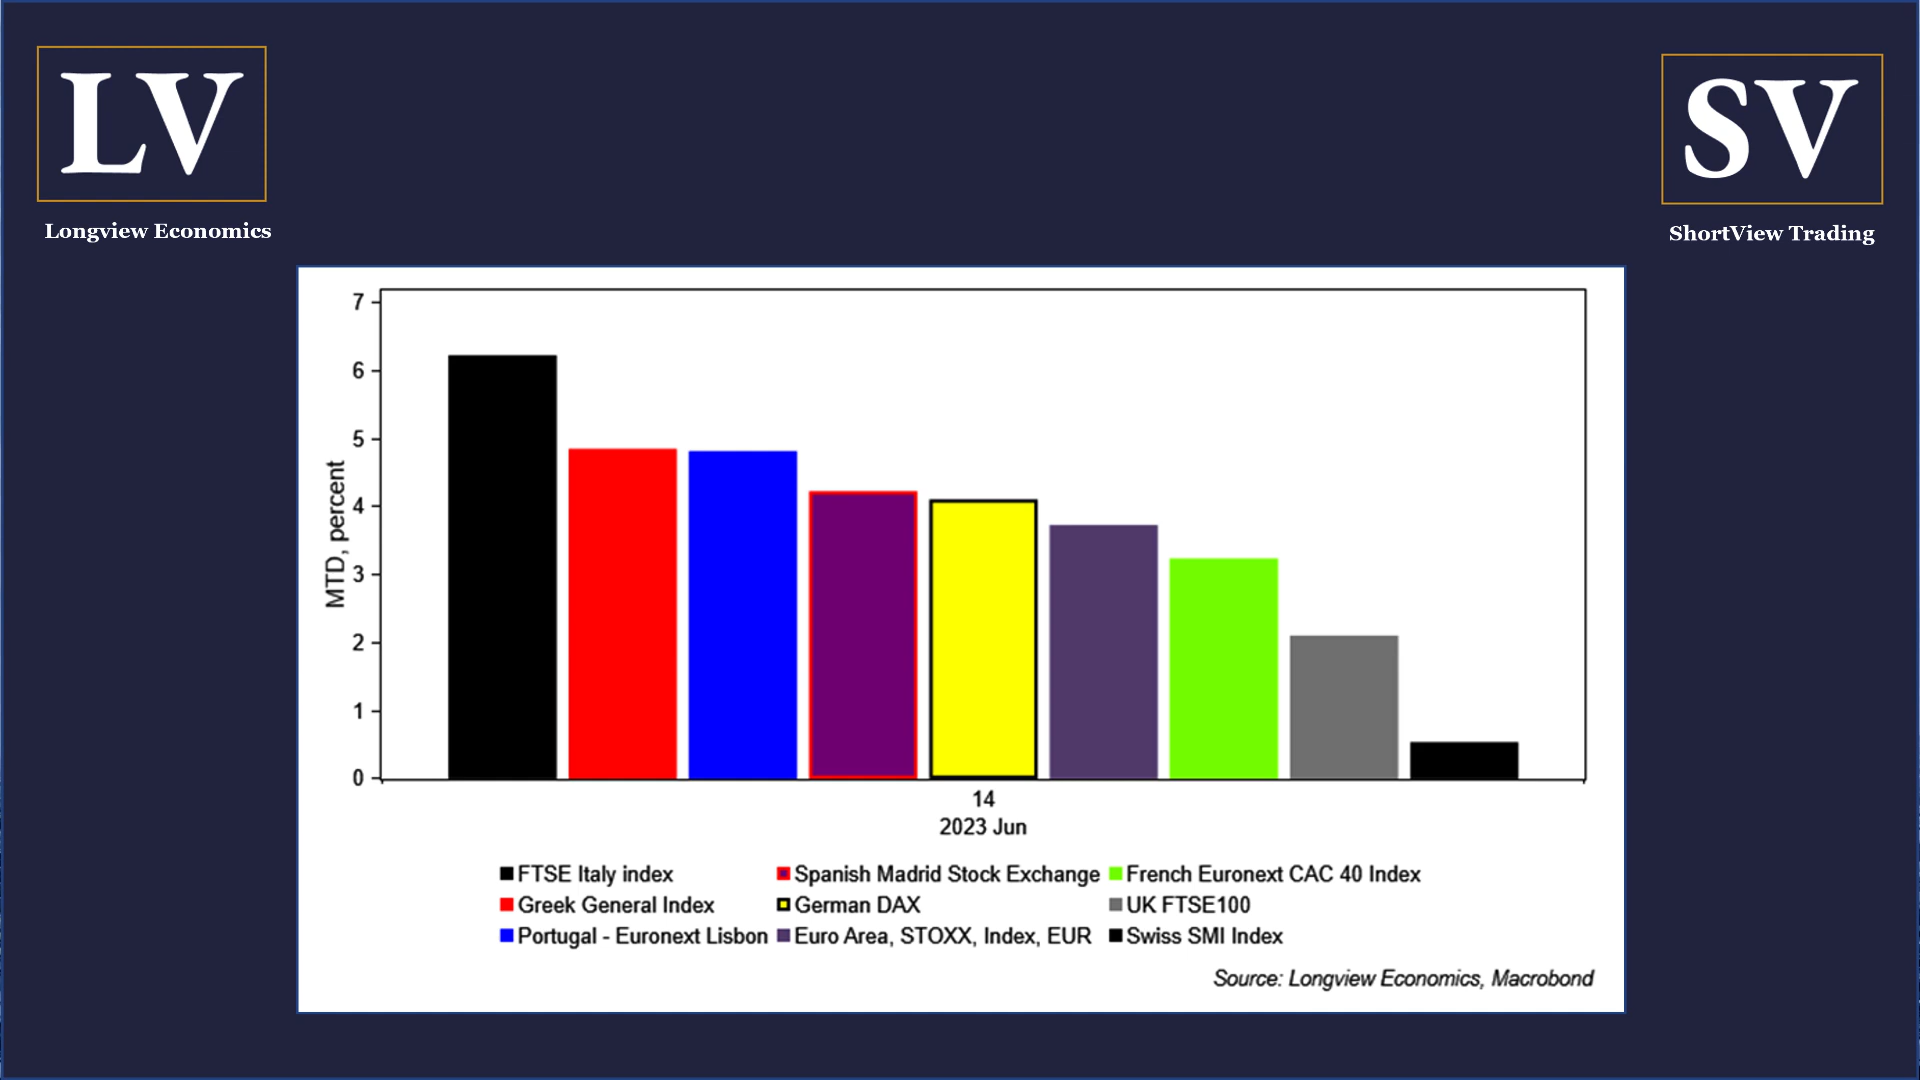 LV
Longview Economics
SV
ShortView Trading
7
6
5
4
3
2
1
0
MTD, percent
14
2023 Jun
FTSE Italy index
Spanish Madrid Stock Exchange
French Euronext CAC 40 Index
Greek General Index
German DAX
UK FTSE100
Portugal - Euronext Lisbon
Euro Area, STOXX, Index, EUR
Swiss SMI Index
Source: Longview Economics, Macrobond